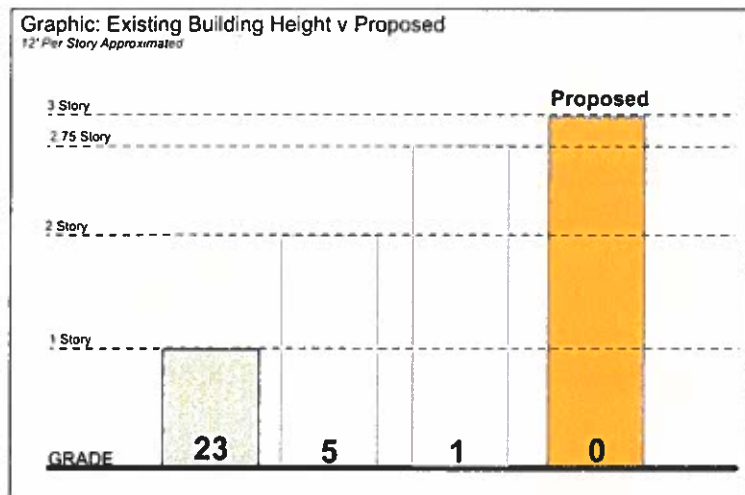 Graphic: Existing Building Height v Proposed
12' Per Story Approximated
3 Story
Proposed
2.75 Story
2 Story
1 Story
GRADE
23
5
1
0